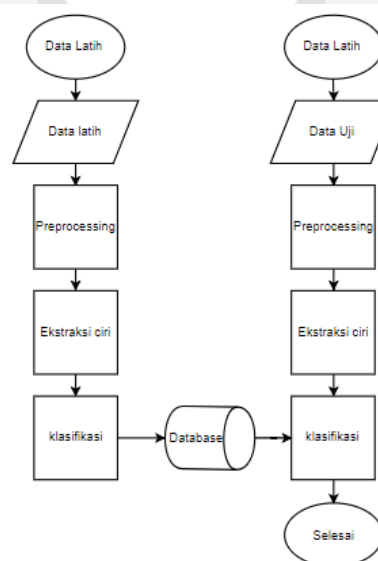 Data Latih
Data latih
Preprocessing
Ekstraksi ciri
klasifikasi
Database
Data Latih
Data Uji
Preprocessing
Ekstraksi ciri
klasifikasi
Selesai